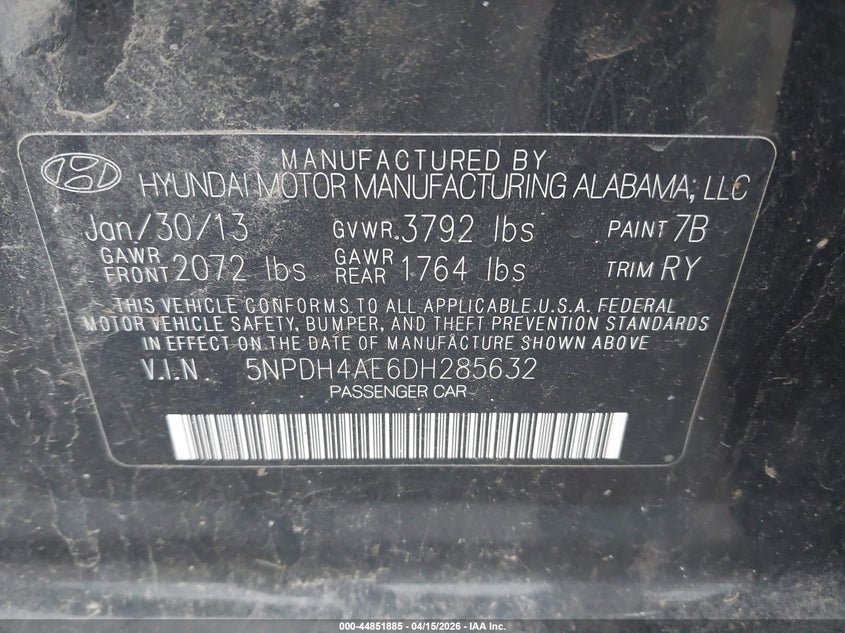 MANUFACTURED BY
HYUNDAI MOTOR MANUFACTURING ALABAMA, LLC
Jan/30/13 GVWR.3792 lbs PAINT 7B
GAWR FRONT 2072 lbs GAWR REAR 1764 lbs TRIM RY
THIS VEHICLE CONFORMS TO ALL APPLICABLE.U.S.A. FEDERAL
MOTOR VEHICLE SAFETY, BUMPER, AND THEFT PREVENTION STANDARDS
IN EFFECT ON THE DATE OF MANUFACTURE SHOWN ABOVE
V.I.N. 5NPDH4AE6DH285632
PASSENGER CAR
000-44851885 - 04/15/2026 - IAA Inc.